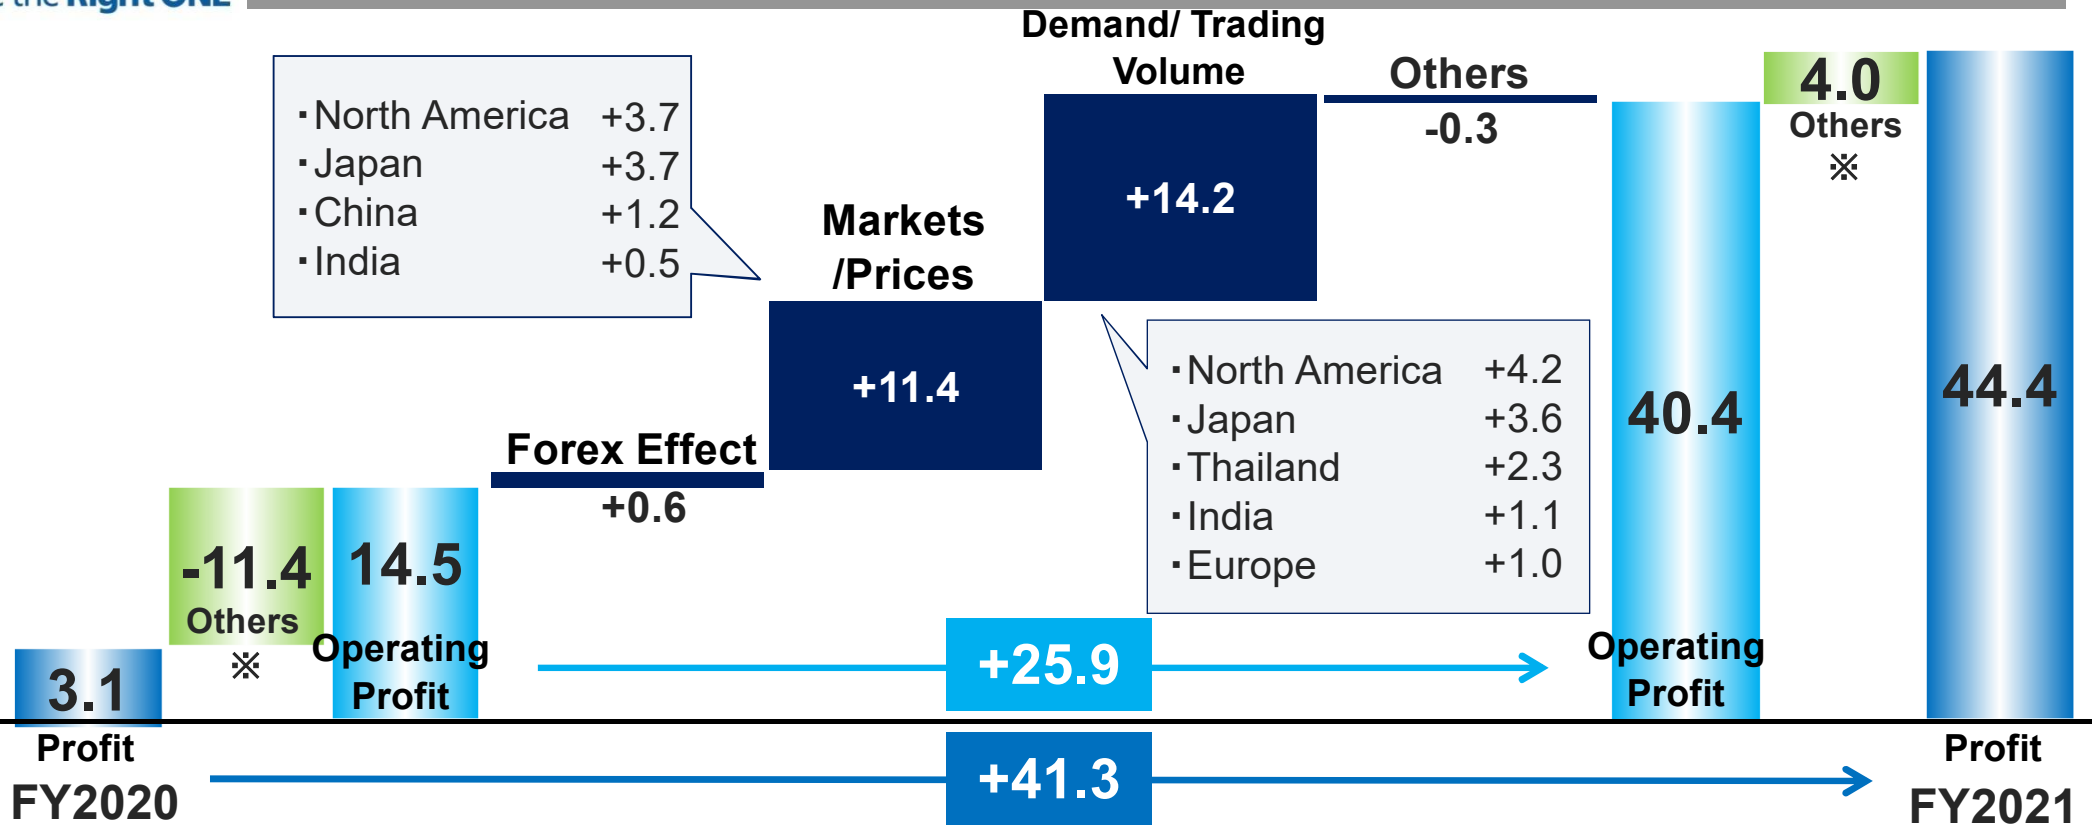 the Right ONE
Demand/ Trading
Volume
Others
-0.3
4.0
Others
※
・North America +3.7
・Japan +3.7
・China +1.2
・India +0.5
Markets
/Prices
+14.2
+11.4
Forex Effect
+0.6
・North America +4.2
・Japan +3.6
・Thailand +2.3
・India +1.1
・Europe +1.0
40.4
Operating
Profit
44.4
-11.4
Others
※
14.5
Operating
Profit
3.1
+25.9
Profit
FY2020
+41.3
Profit
FY2021